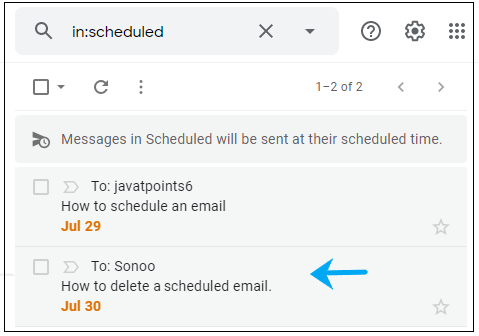 in:scheduled
1–2 of 2
Messages in Scheduled will be sent at their scheduled time.
To: javatpoints6
How to schedule an email
Jul 29
To: Sonoo
How to delete a scheduled email.
Jul 30